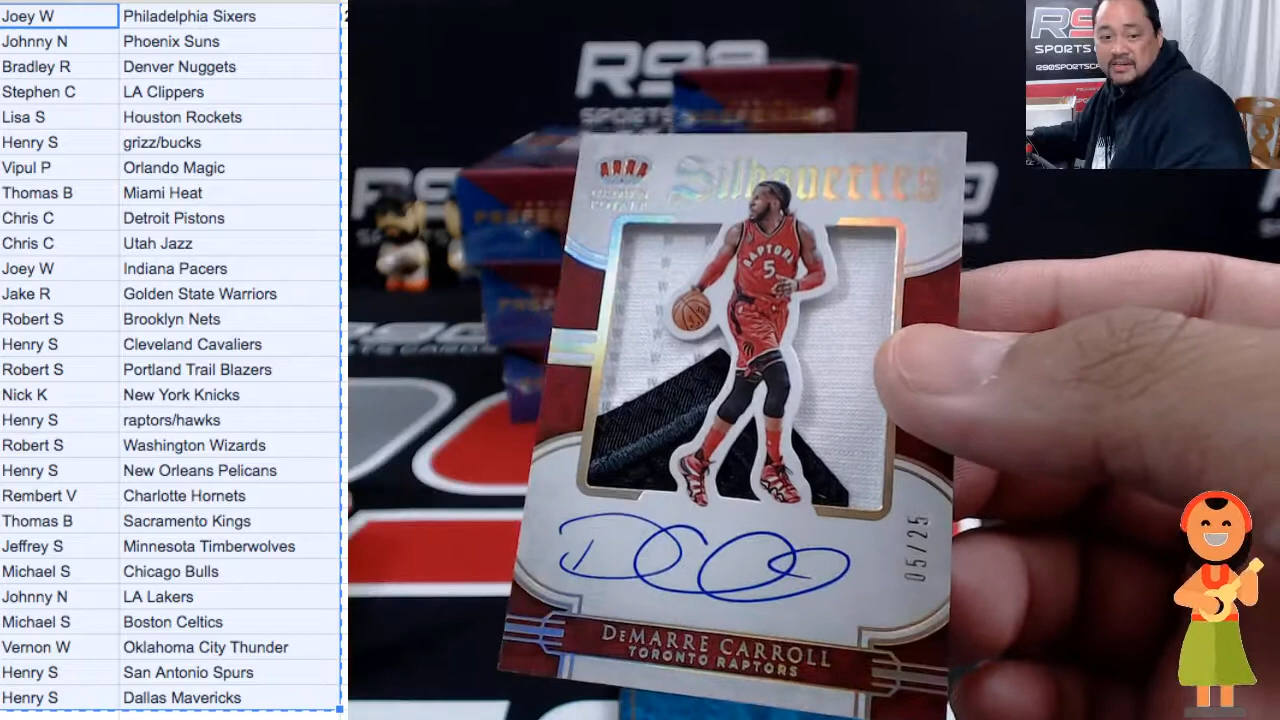 Joey W Philadelphia Sixers
Johnny N Phoenix Suns
Bradley R Denver Nuggets
Stephen C LA Clippers
Lisa S Houston Rockets
Henry S grizz/bucks
Vipul P Orlando Magic
Thomas B Miami Heat
Chris C Detroit Pistons
Chris C Utah Jazz
Joey W Indiana Pacers
Jake R Golden State Warriors
Robert S Brooklyn Nets
Henry S Cleveland Cavaliers
Robert S Portland Trail Blazers
Nick K New York Knicks
Henry S raptors/hawks
Robert S Washington Wizards
Henry S New Orleans Pelicans
Rembert V Charlotte Hornets
Thomas B Sacramento Kings
Jeffrey S Minnesota Timberwolves
Michael S Chicago Bulls
Johnny N LA Lakers
Michael S Boston Celtics
Vernon W Oklahoma City Thunder
Henry S San Antonio Spurs
Henry S Dallas Mavericks
R90
SPORTS
Silhouettes
RAPTORS
5
05/25
DeMARRE CARROLL
TORONTO RAPTORS
SPORTSCA
R90SPORTSCA